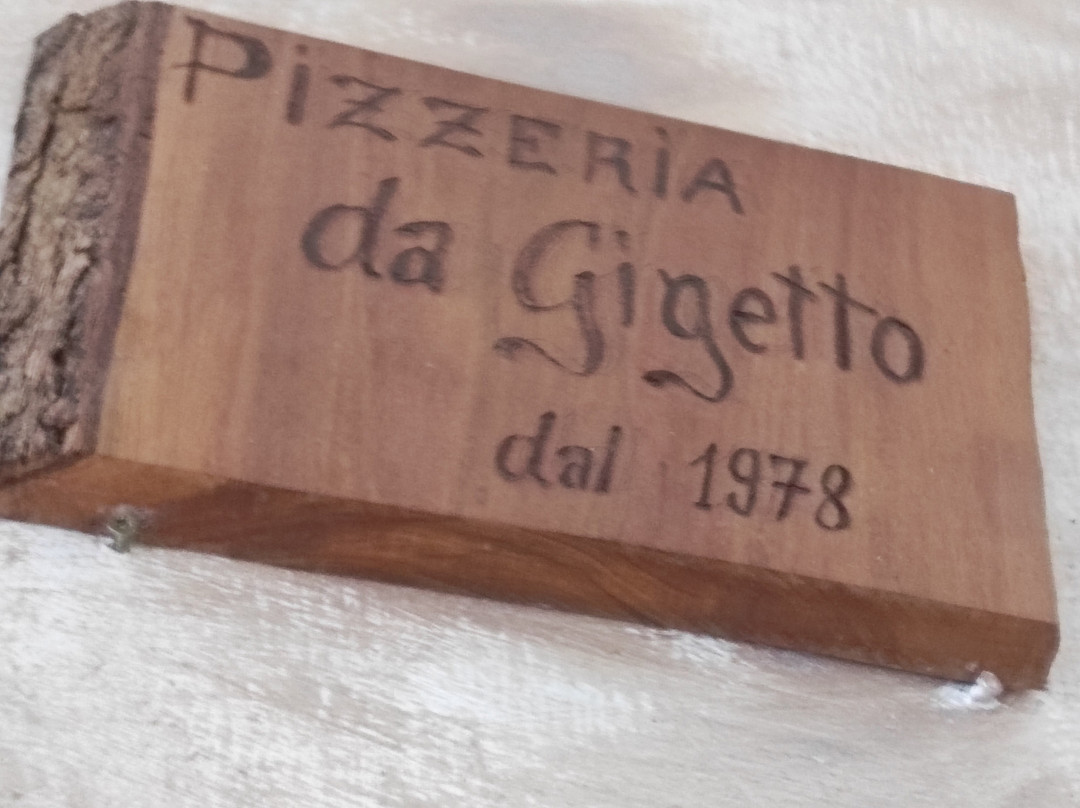 PiZZERiA
da Gigetto
dal 1978